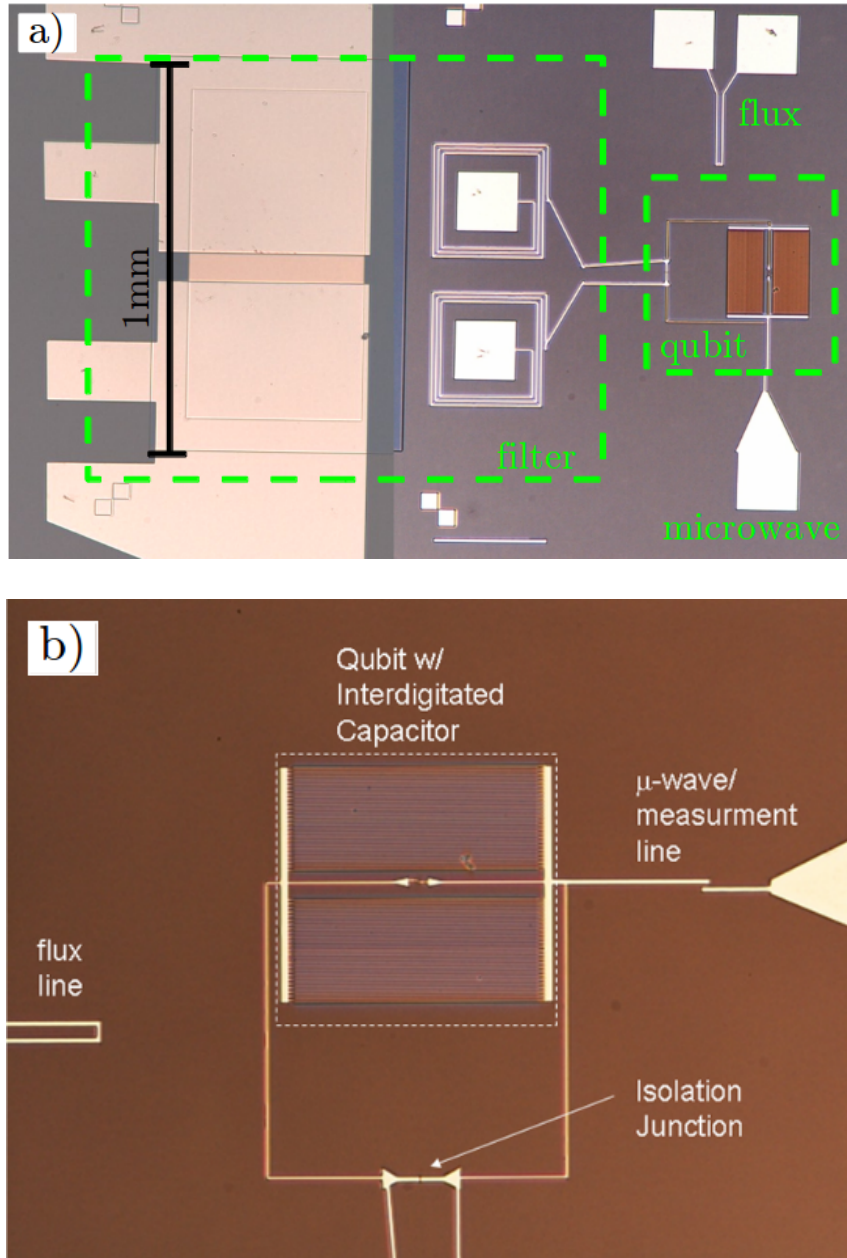 a)
flux
1mm
qubit
filter
microwave
b)
Qubit w/
Interdigitated
Capacitor
μ-wave/
measurment
line
flux
line
Isolation
Junction